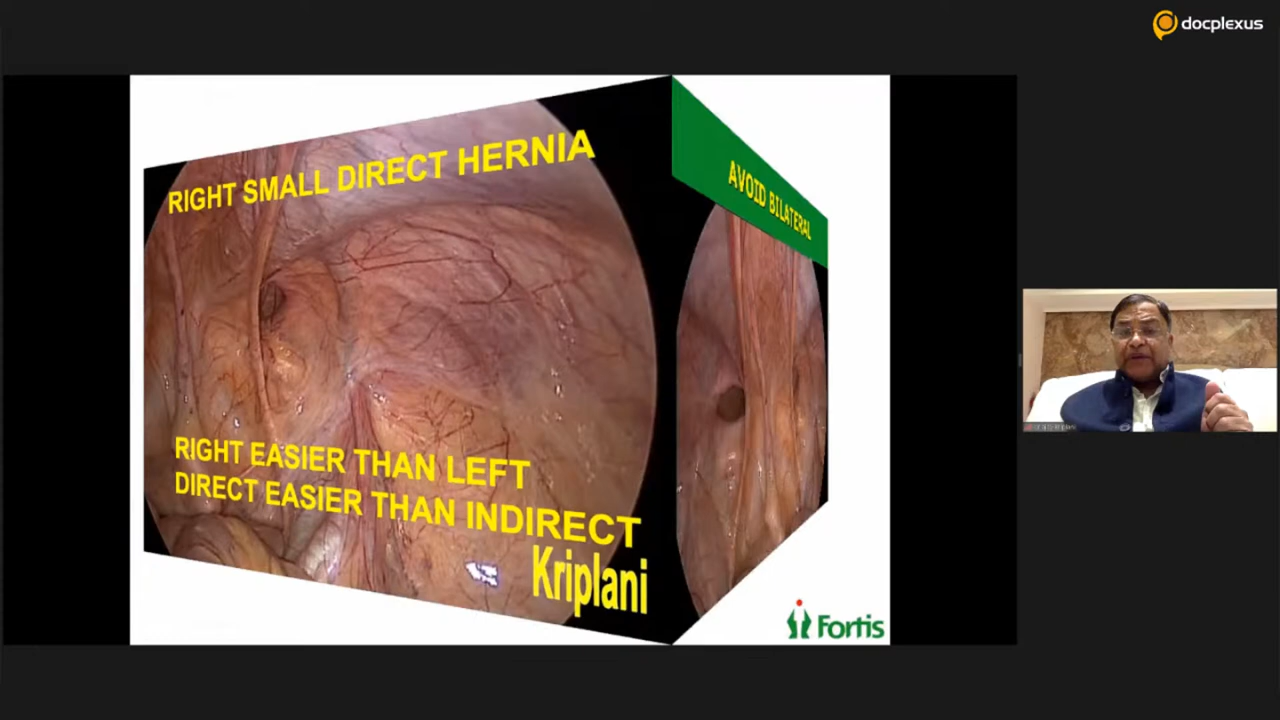 docplexus
RIGHT SMALL DIRECT HERNIA
AVOID BILATERAL
RIGHT EASIER THAN LEFT
DIRECT EASIER THAN INDIRECT
Kriplani
Fortis